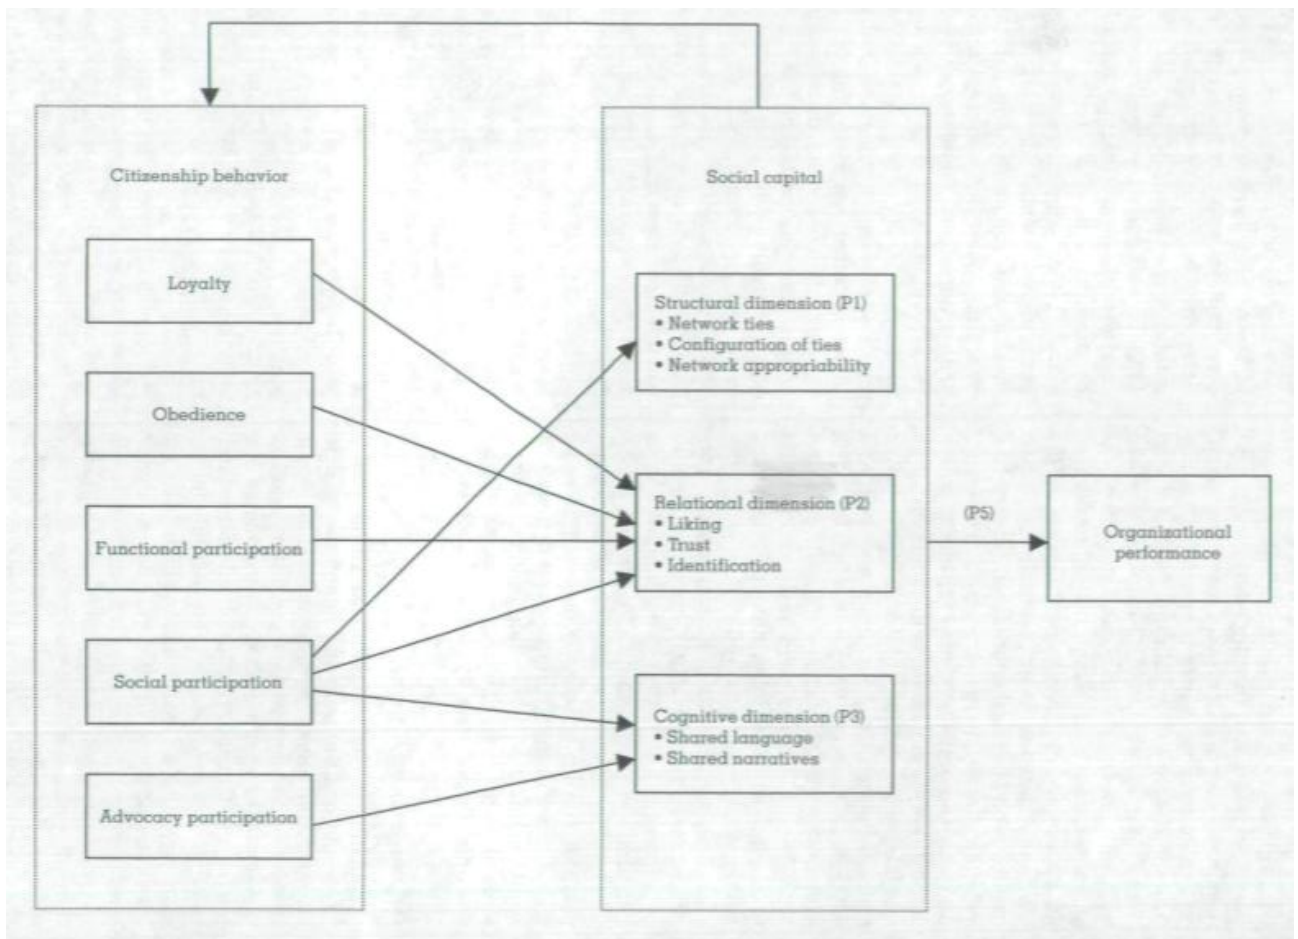 Citizenship behavior
Loyalty
Obedience
Functional participation
Social participation
Advocacy participation
Social capital
Structural dimension (P1)
• Network ties
• Configuration of ties
• Network appropriability
Relational dimension (P2)
• Liking
• Trust
• Identification
Cognitive dimension (P3)
• Shared language
• Shared narratives
(P5)
Organizational
performance